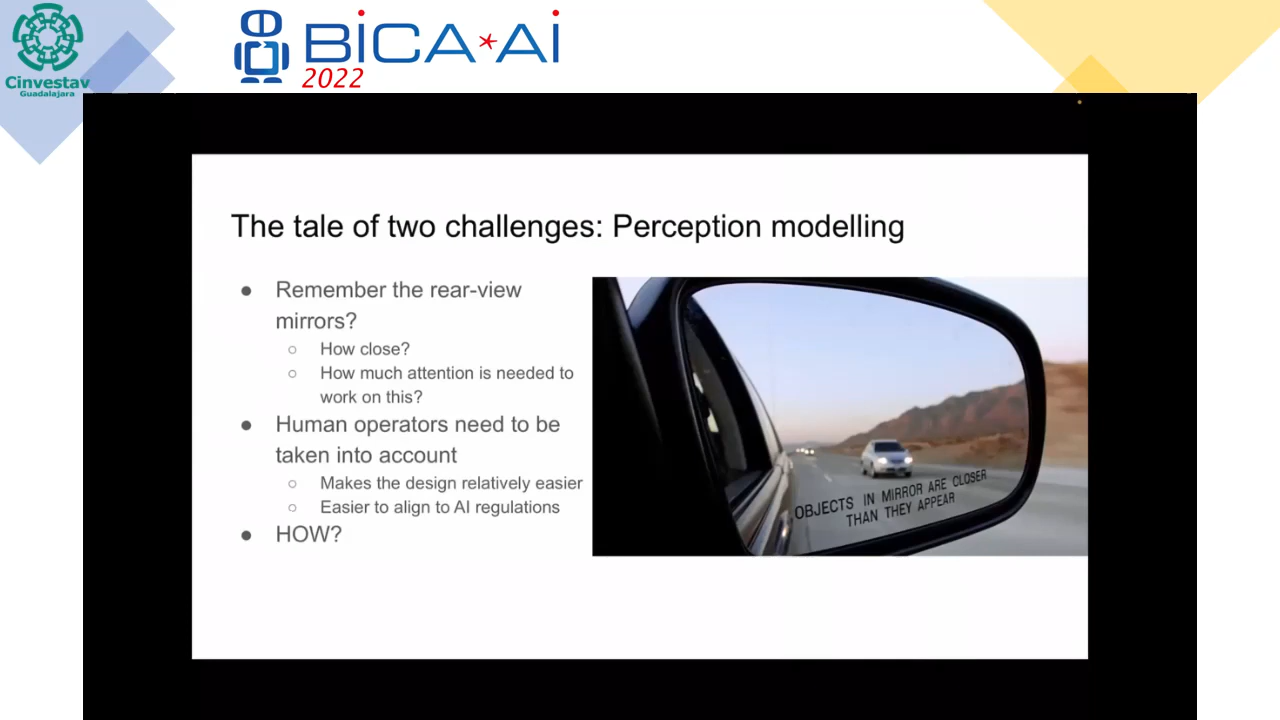 Cinvestav
Guadalajara
BiCA*Ai
2022
The tale of two challenges: Perception modelling
● Remember the rear-view
mirrors?
○ How close?
○ How much attention is needed to
work on this?
● Human operators need to be
taken into account
○ Makes the design relatively easier
○ Easier to align to AI regulations
● HOW?
OBJECTS IN MIRROR ARE CLOSER
THAN THEY APPEAR